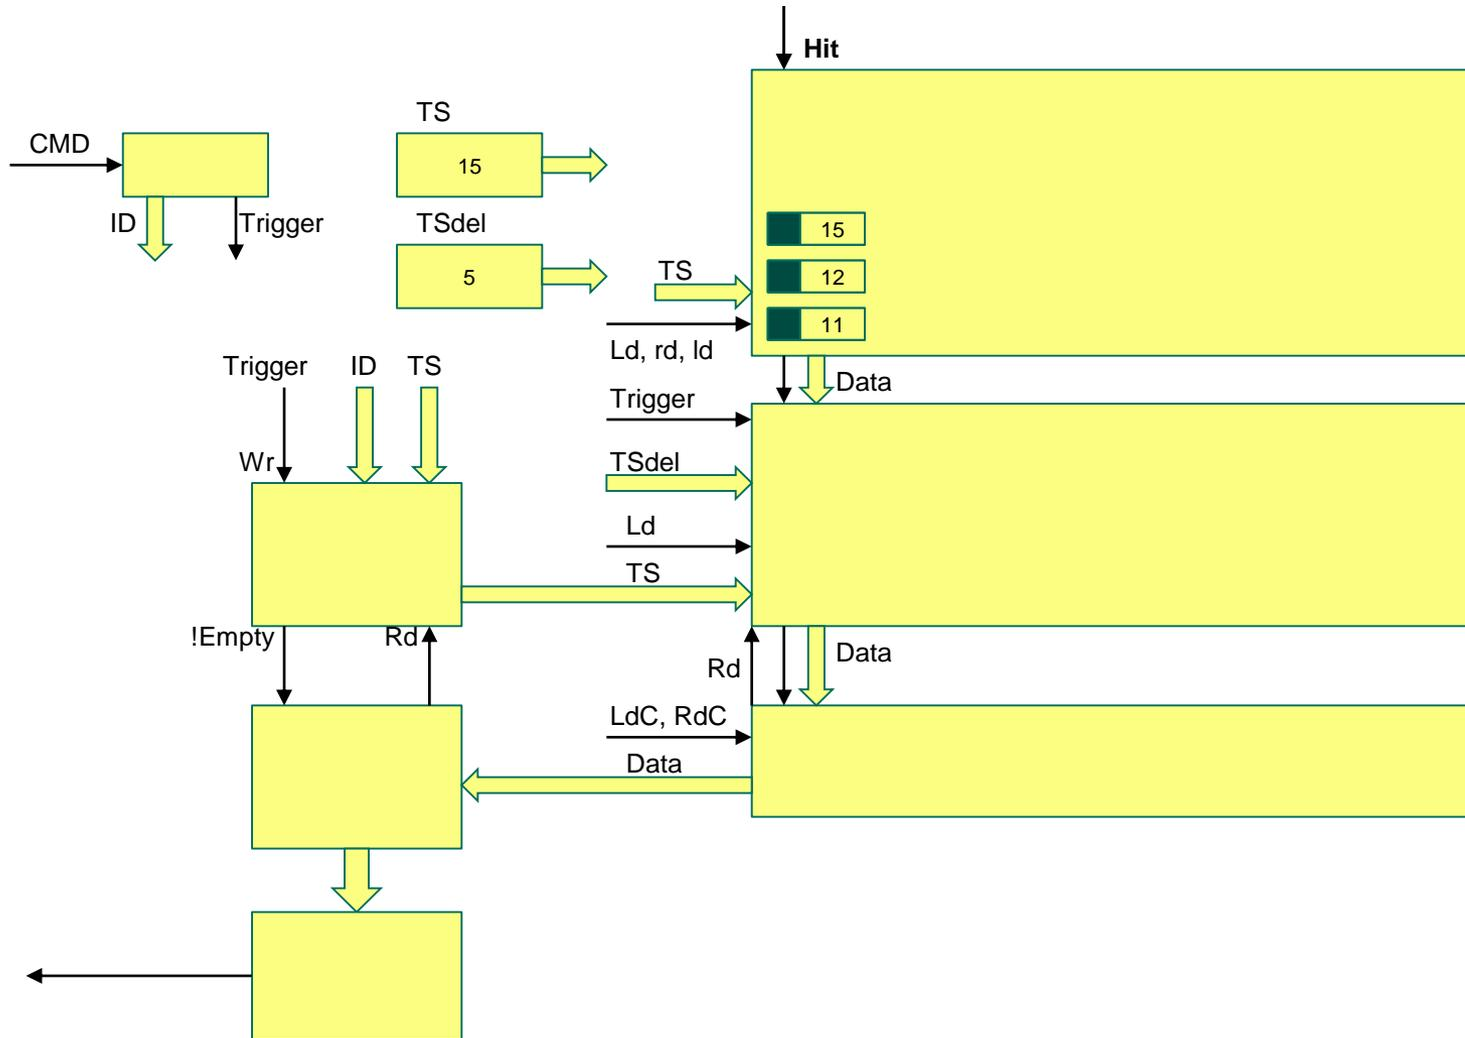 Hit
TS
CMD
15
ID
Trigger
TSdel
15
5
TS
12
11
Ld, rd, ld
Trigger
ID
TS
Data
Trigger
Wr
TSdel
Ld
TS
!Empty
Rd
Rd
Data
LdC, RdC
Data